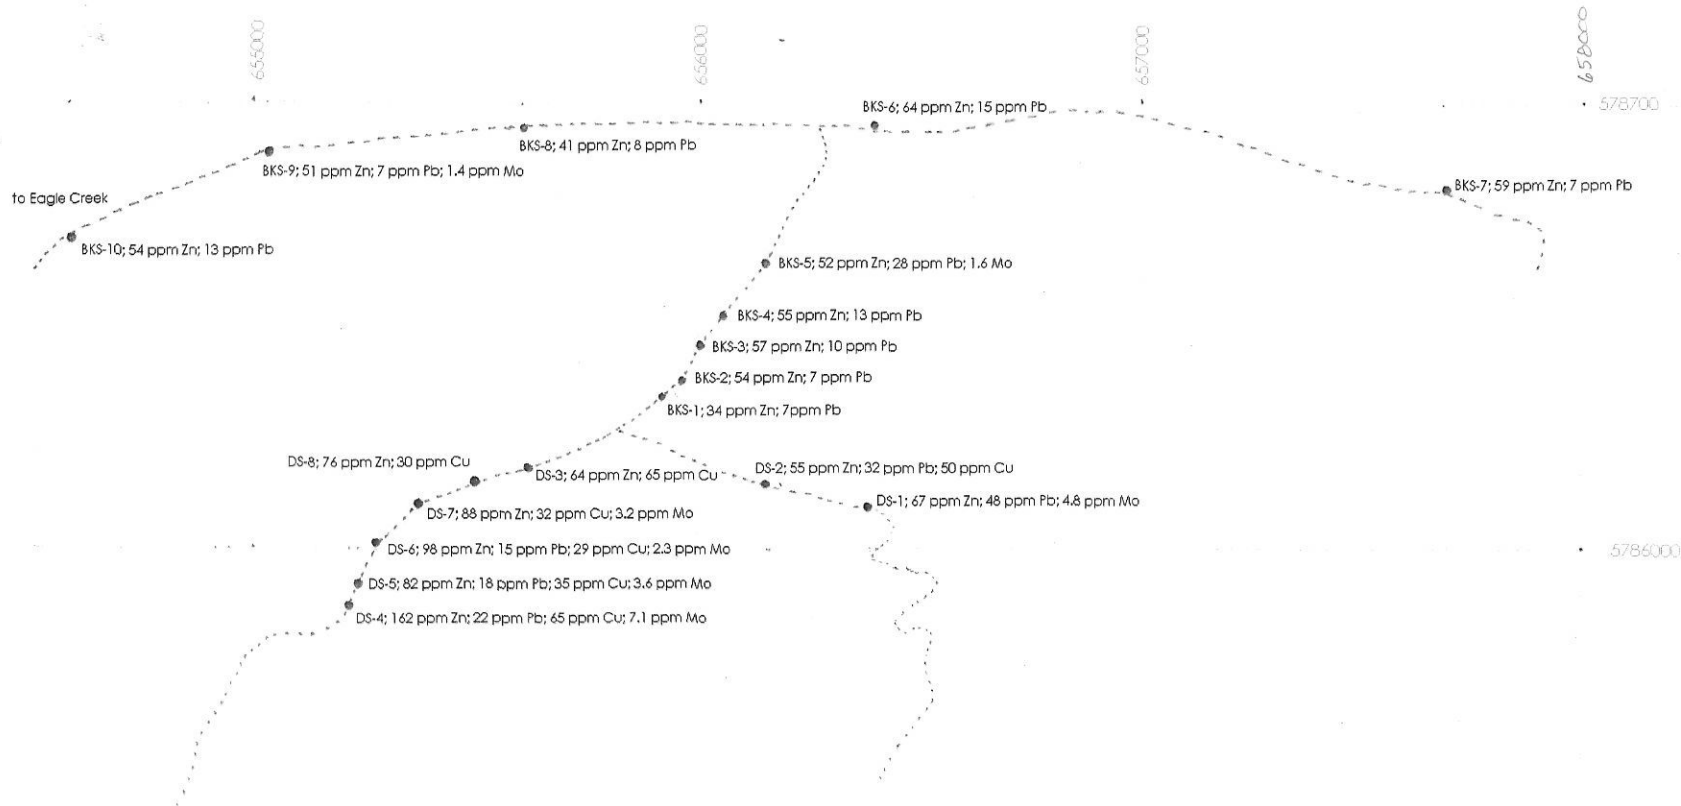 655000
656000
657000
658000
578700
BKS-6; 64 ppm Zn; 15 ppm Pb
BKS-8; 41 ppm Zn; 8 ppm Pb
BKS-9; 51 ppm Zn; 7 ppm Pb; 1.4 ppm Mo
BKS-7; 59 ppm Zn; 7 ppm Pb
to Eagle Creek
BKS-10; 54 ppm Zn; 13 ppm Pb
BKS-5; 52 ppm Zn; 28 ppm Pb; 1.6 Mo
BKS-4; 55 ppm Zn; 13 ppm Pb
BKS-3; 57 ppm Zn; 10 ppm Pb
BKS-2; 54 ppm Zn; 7 ppm Pb
BKS-1; 34 ppm Zn; 7ppm Pb
DS-8; 76 ppm Zn; 30 ppm Cu
DS-3; 64 ppm Zn; 65 ppm Cu
DS-2; 55 ppm Zn; 32 ppm Pb; 50 ppm Cu
DS-1; 67 ppm Zn; 48 ppm Pb; 4.8 ppm Mo
DS-7; 88 ppm Zn; 32 ppm Cu; 3.2 ppm Mo
DS-6; 98 ppm Zn; 15 ppm Pb; 29 ppm Cu; 2.3 ppm Mo
5786000
DS-5; 82 ppm Zn; 18 ppm Pb; 35 ppm Cu; 3.6 ppm Mo
DS-4; 162 ppm Zn; 22 ppm Pb; 65 ppm Cu; 7.1 ppm Mo